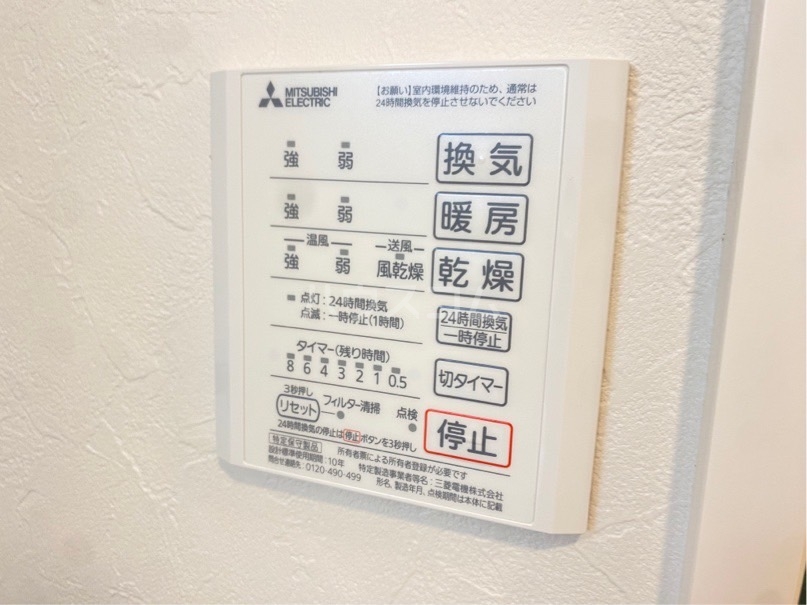 MITSUBISHI
ELECTRIC
【お願い】室内環境維持のため、通常は
24時間換気を停止させないでください
強 弱 換気
強 弱 暖房
温風 送風
強 弱 風乾燥 乾燥
点灯：24時間換気
点滅：一時停止(1時間)
24時間換気
一時停止
タイマー(残り時間)
8 6 4 3 2 1 0.5
切タイマー
3秒押し
リセット フィルター清掃 点検
停止
24時間換気の停止は停止ボタンを3秒押し
特定保守製品 所有者票による所有者登録が必要です
設計標準使用期間：10年 特定製造事業者等名：三菱電機株式会社
問合せ連絡先：0120-490-499 形名、製造年月、点検期間は本体に記載